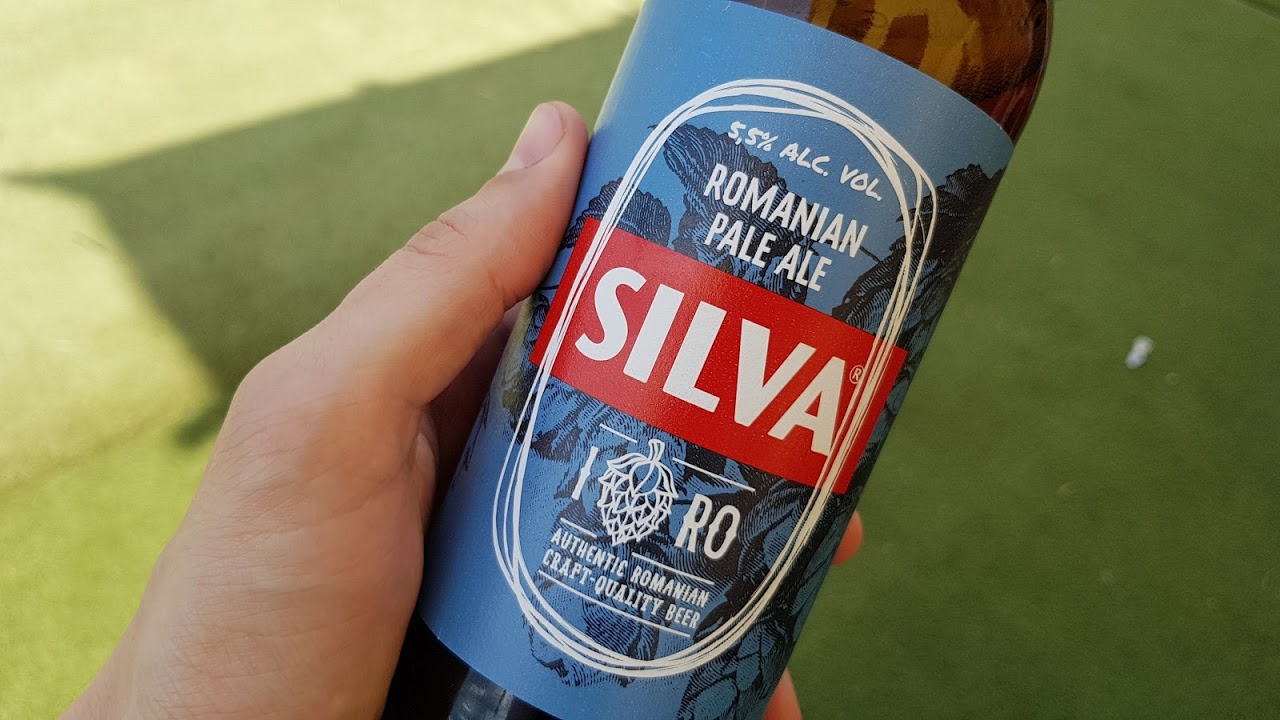 5,5% ALC. VOL.
ROMANIAN
PALE ALE
SILVA®
I RO
AUTHENTIC ROMANIAN
CRAFT-QUALITY BEER